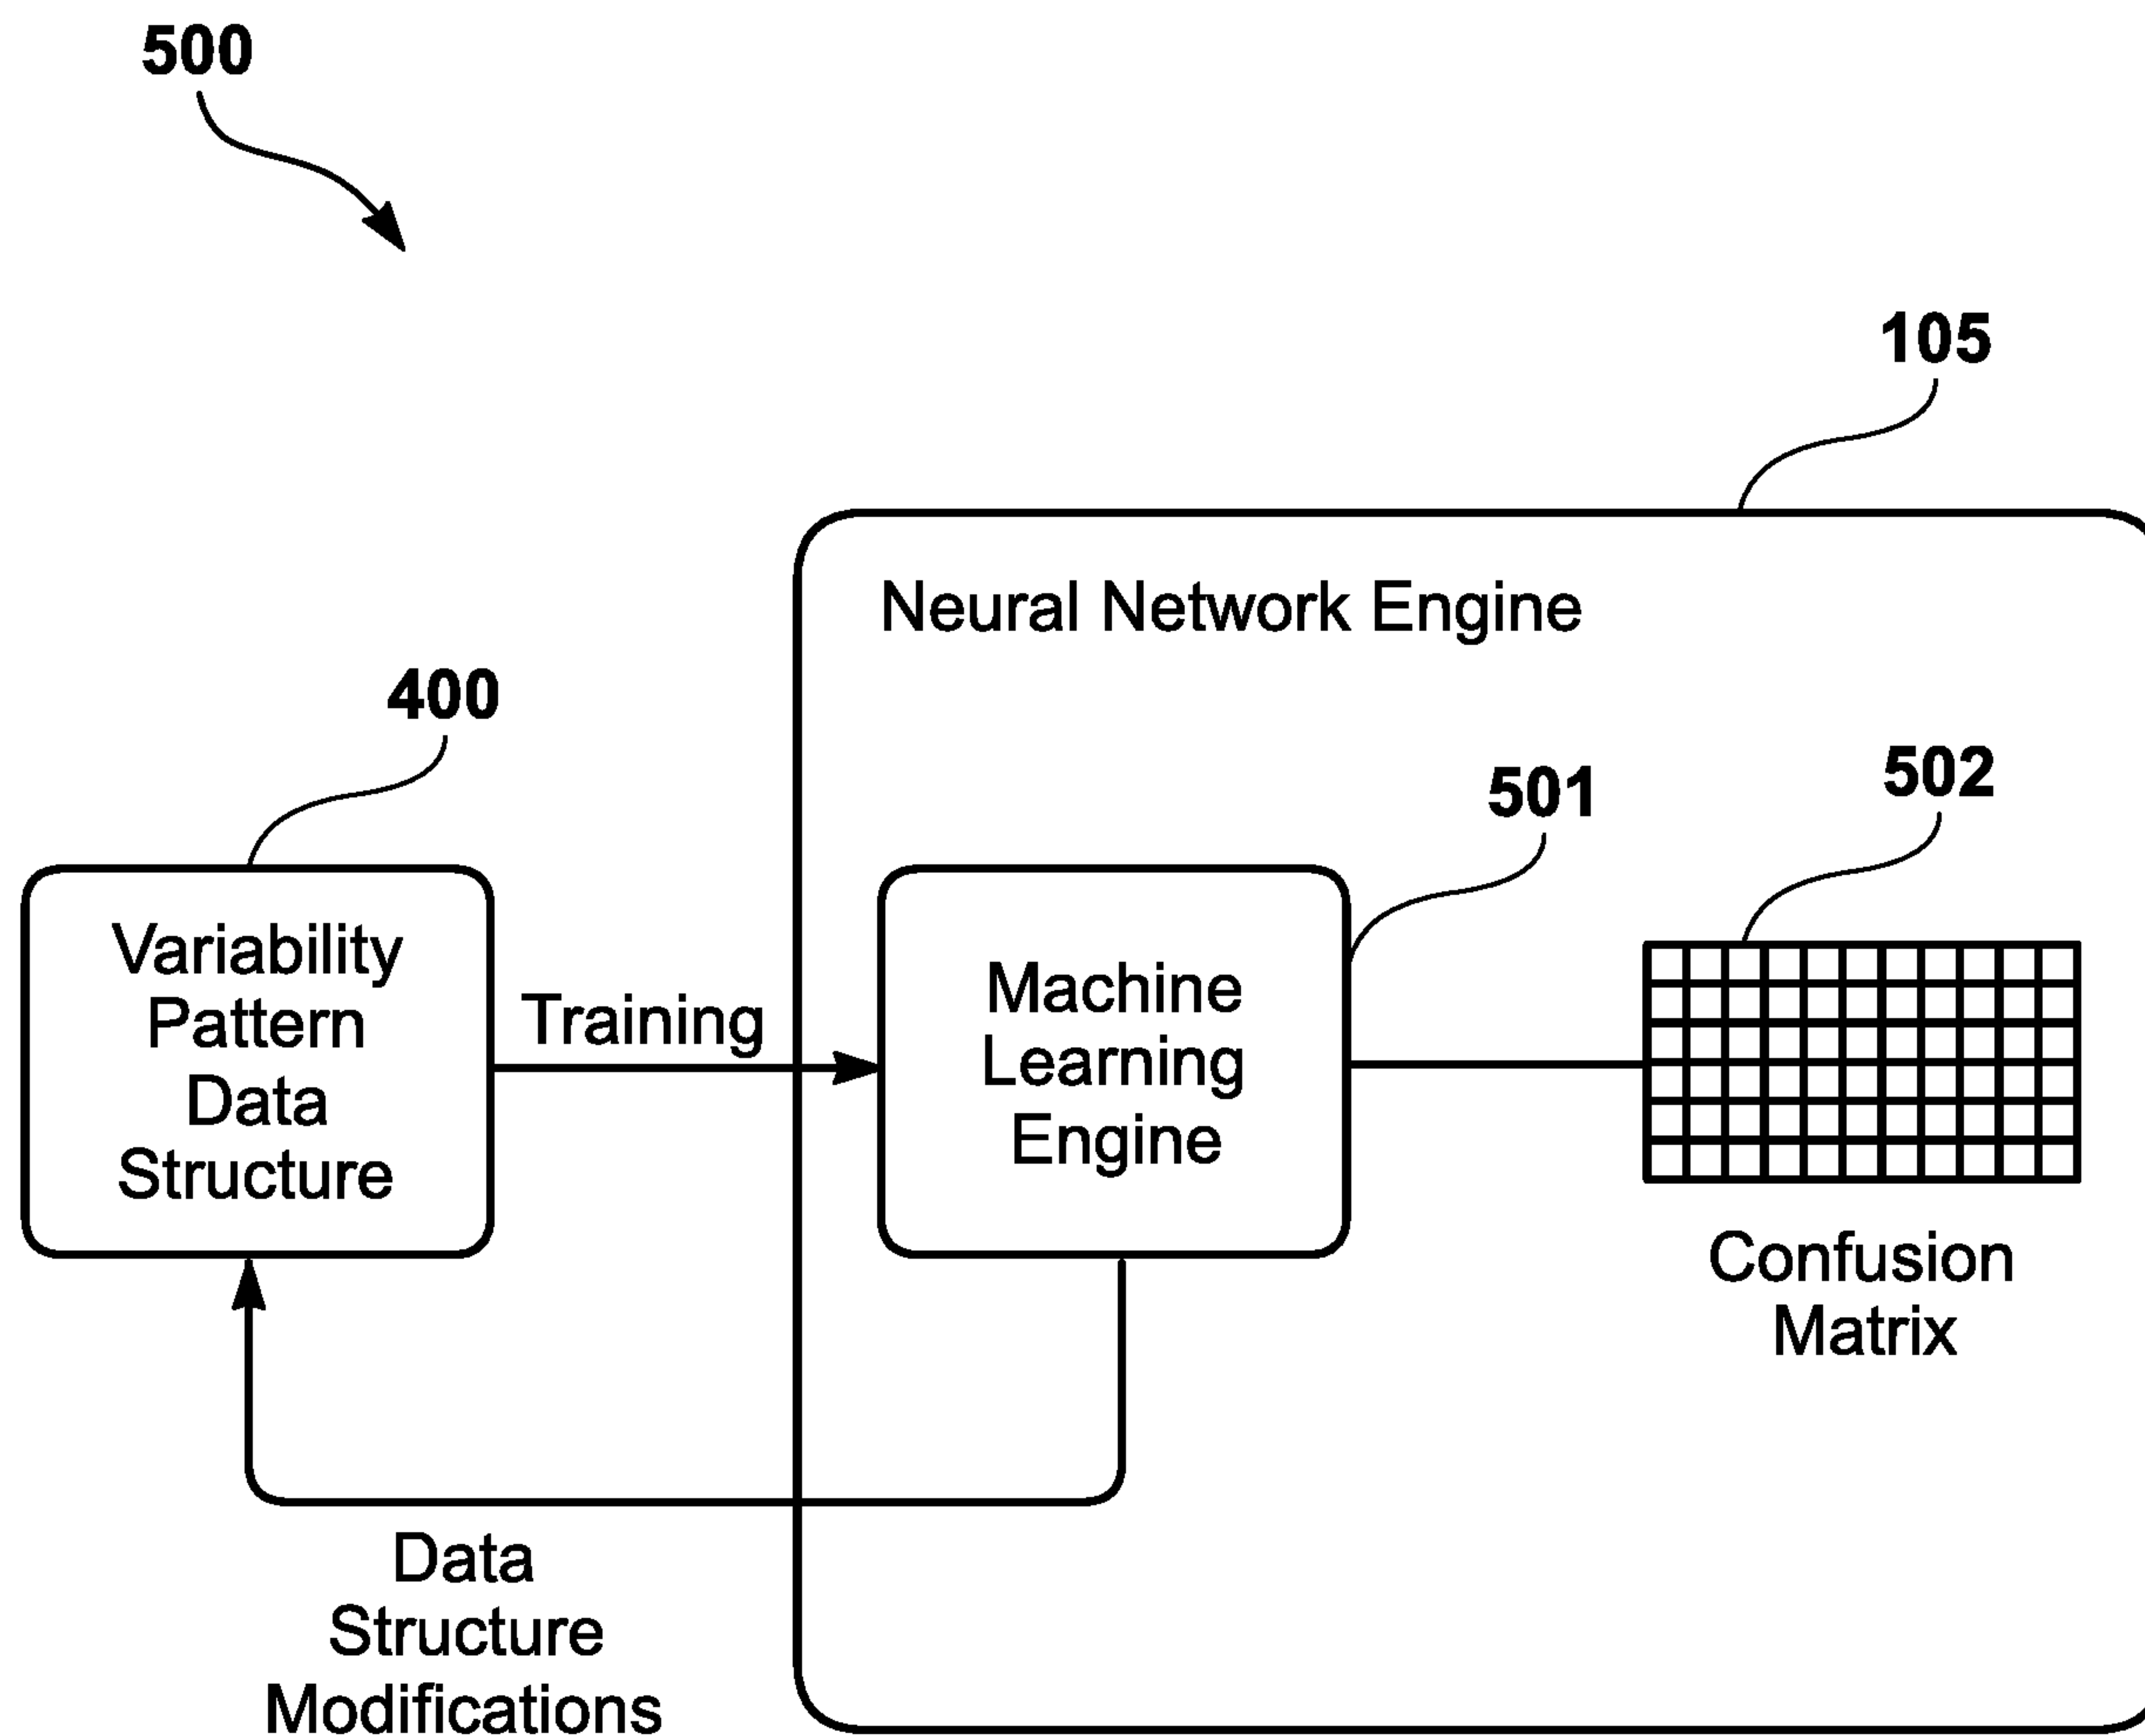 500
105
Neural Network Engine
400
501
502
Variability
Pattern
Data
Structure
Training
Machine
Learning
Engine
Confusion
Matrix
Data
Structure
Modifications